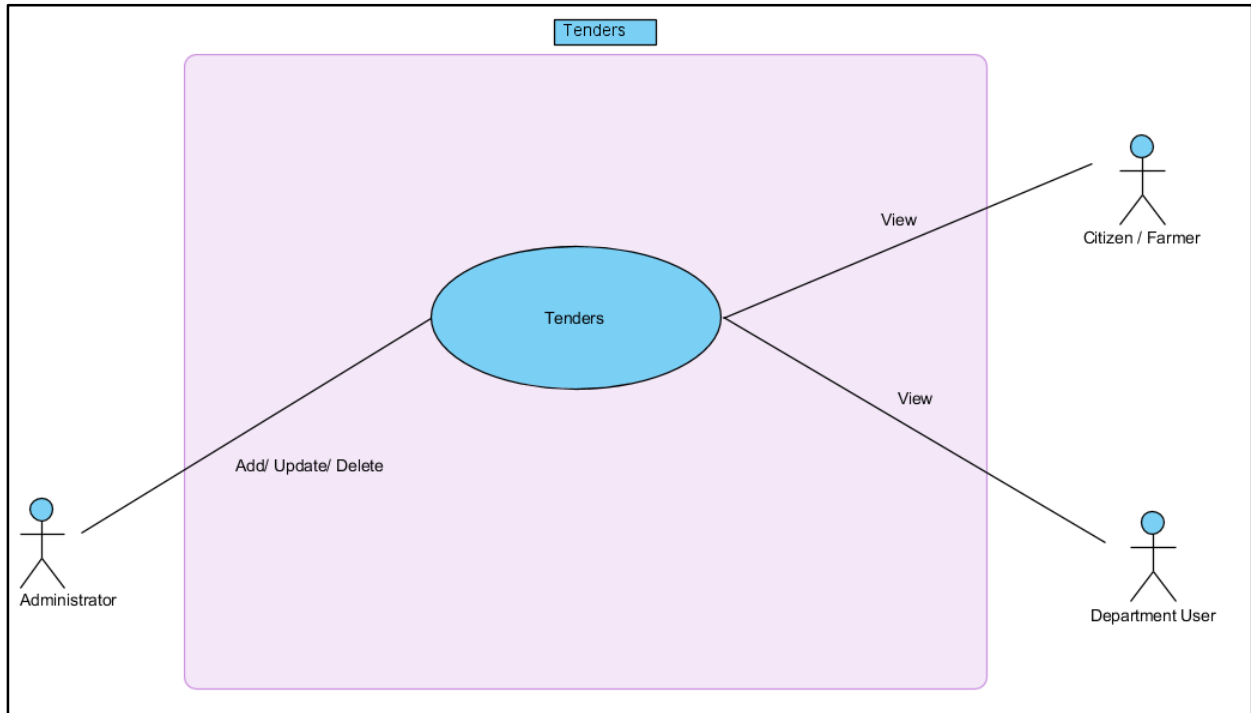 Tenders
View
Citizen / Farmer
Tenders
View
Add/ Update/ Delete
Administrator
Department User